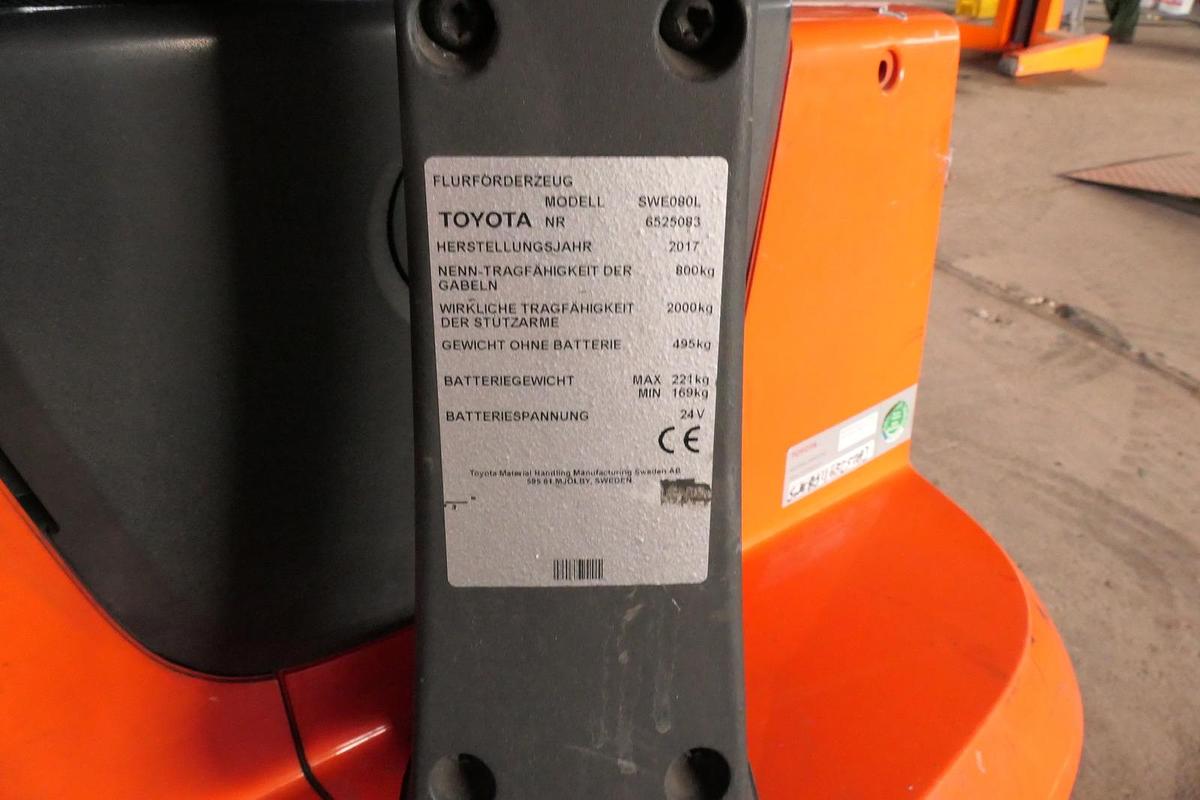 FLURFÖRDERZEUG
MODELL SWE080L
TOYOTA NR 6525083
HERSTELLUNGSJAHR 2017
NENN-TRAGFÄHIGKEIT DER 800kg
GABELN
WIRKLICHE TRAGFÄHIGKEIT 2000kg
DER STÜTZARME
GEWICHT OHNE BATTERIE 495kg
BATTERIEGEWICHT MAX 221kg
MIN 169kg
BATTERIESPANNUNG 24V
CE
Toyota Material Handling Manufacturing Sweden AB
595 81 MJÖLBY, SWEDEN
TOYOTA